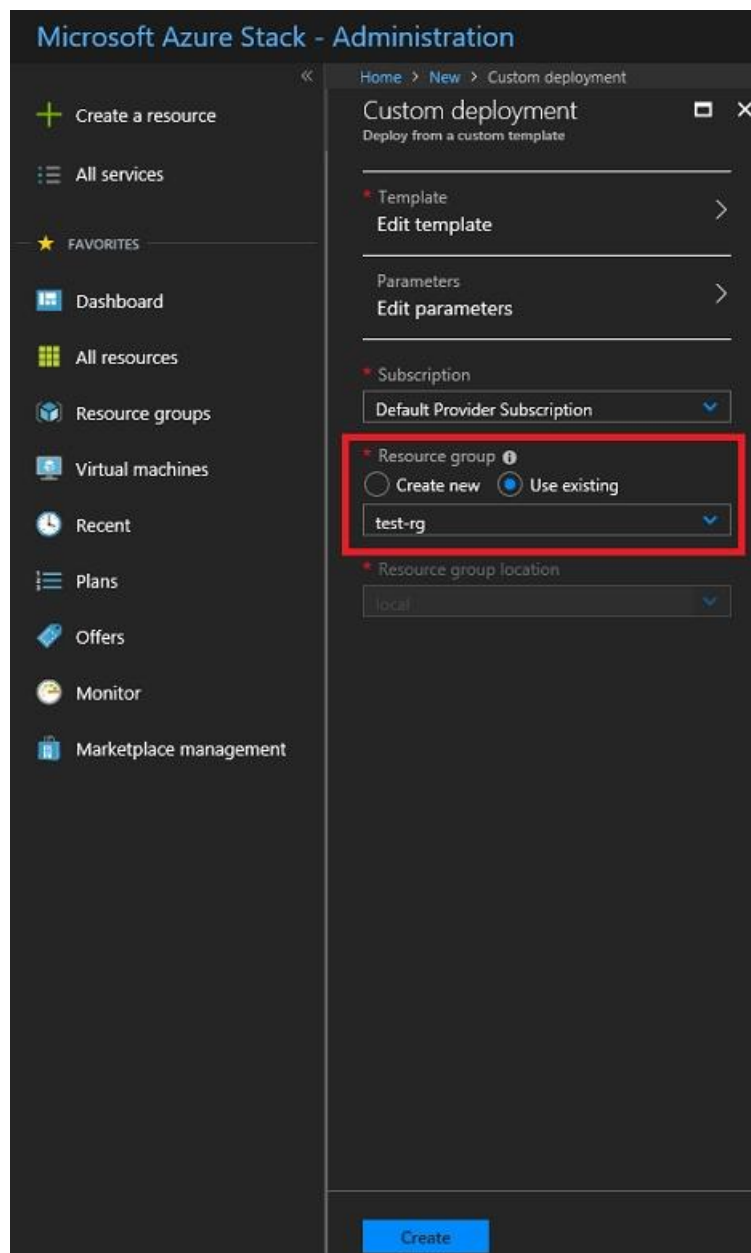 Microsoft Azure Stack - Administration
«
Create a resource
All services
FAVORITES
Dashboard
All resources
Resource groups
Virtual machines
Recent
Plans
Offers
Monitor
Marketplace management
Home > New > Custom deployment
Custom deployment
Deploy from a custom template
* Template
Edit template
Parameters
Edit parameters
* Subscription
Default Provider Subscription
* Resource group
Create new Use existing
test-rg
* Resource group location
local
Create